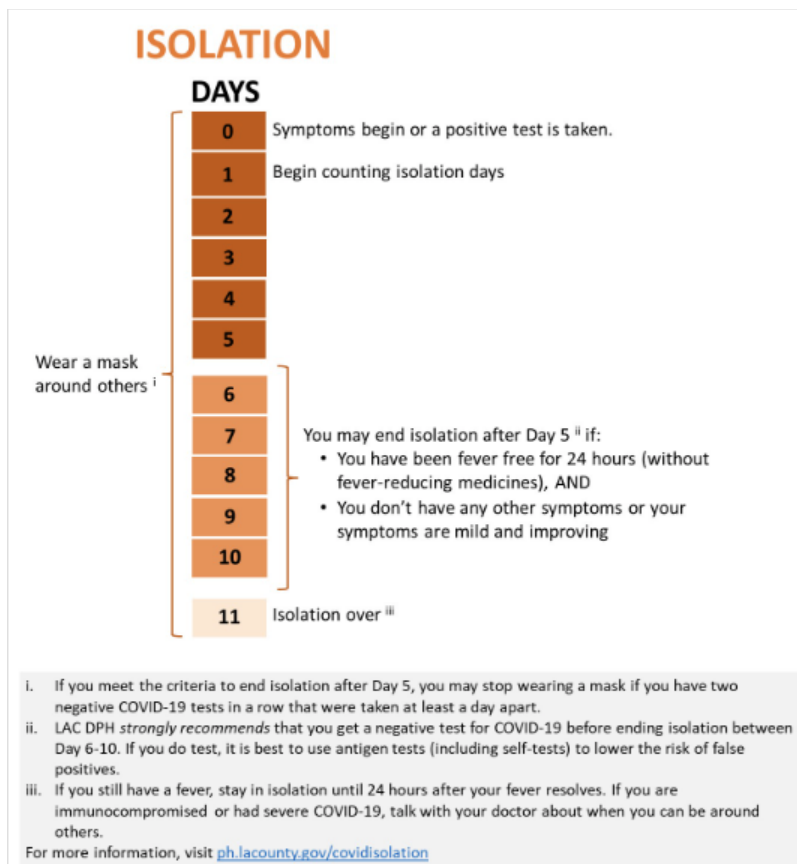 ISOLATION
DAYS
0 Symptoms begin or a positive test is taken.
1 Begin counting isolation days
2
3
4
5
Wear a mask
around others i
6
7
8
9
10
You may end isolation after Day 5 ii if:
• You have been fever free for 24 hours (without
fever-reducing medicines), AND
• You don't have any other symptoms or your
symptoms are mild and improving
11 Isolation over iii
i. If you meet the criteria to end isolation after Day 5, you may stop wearing a mask if you have two
negative COVID-19 tests in a row that were taken at least a day apart.
ii. LAC DPH strongly recommends that you get a negative test for COVID-19 before ending isolation between
Day 6-10. If you do test, it is best to use antigen tests (including self-tests) to lower the risk of false
positives.
iii. If you still have a fever, stay in isolation until 24 hours after your fever resolves. If you are
immunocompromised or had severe COVID-19, talk with your doctor about when you can be around
others.
For more information, visit ph.lacounty.gov/covidisolation